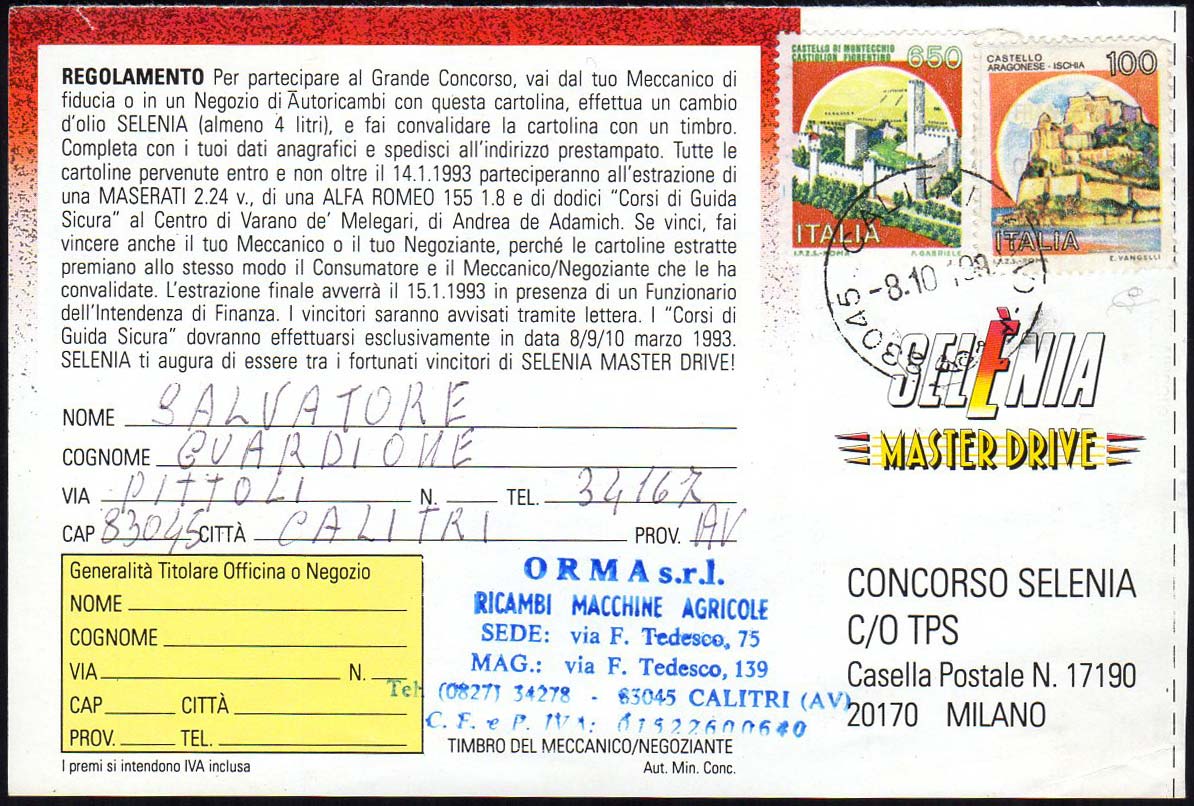 REGOLAMENTO Per partecipare al Grande Concorso, vai dal tuo Meccanico di
fiducia o in un Negozio di Autoricambi con questa cartolina, effettua un cambio
d'olio SELENIA (almeno 4 litri), e fai convalidare la cartolina con un timbro.
Completa con i tuoi dati anagrafici e spedisci all'indirizzo prestampato. Tutte le
cartoline pervenute entro e non oltre il 14.1.1993 parteciperanno all'estrazione di
una MASERATI 2.24 v., di una ALFA ROMEO 155 1.8 e di dodici "Corsi di Guida
Sicura" al Centro di Varano de' Melegari, di Andrea de Adamich. Se vinci, fai
vincere anche il tuo Meccanico o il tuo Negoziante, perché le cartoline estratte
premiano allo stesso modo il Consumatore e il Meccanico/Negoziante che le ha
convalidate. L'estrazione finale avverrà il 15.1.1993 in presenza di un Funzionario
dell'Intendenza di Finanza. I vincitori saranno avvisati tramite lettera. I "Corsi di
Guida Sicura" dovranno effettuarsi esclusivamente in data 8/9/10 marzo 1993.
SELENIA ti augura di essere tra i fortunati vincitori di SELENIA MASTER DRIVE!
NOME SALVATORE
COGNOME GUARDIONE
VIA PITTOLI N. TEL. 34167
CAP 83045 CITTÀ CALITRI PROV. AV
Generalità Titolare Officina o Negozio
NOME
COGNOME
VIA N.
CAP CITTÀ
PROV. TEL.
I premi si intendono IVA inclusa
ORMA s.r.l.
RICAMBI MACCHINE AGRICOLE
SEDE: via F. Tedesco, 75
MAG.: via F. Tedesco, 139
Tel. (0827) 34278 - 83045 CALITRI (AV)
C. F. e P. IVA: 01522600640
TIMBRO DEL MECCANICO/NEGOZIANTE
Aut. Min. Conc.
CASTELLO DI MONTECCHIO
CASTIGLION FIORENTINO
650
ITALIA
I.P.Z.S.-ROMA P. GABRIELE
CASTELLO
ARAGONESE - ISCHIA
100
ITALIA
I.P.Z.S.-ROMA E. VANGELLI
83045 CALITRI
-8.10
SELÈNIA
MASTER DRIVE
CONCORSO SELENIA
C/O TPS
Casella Postale N. 17190
20170 MILANO